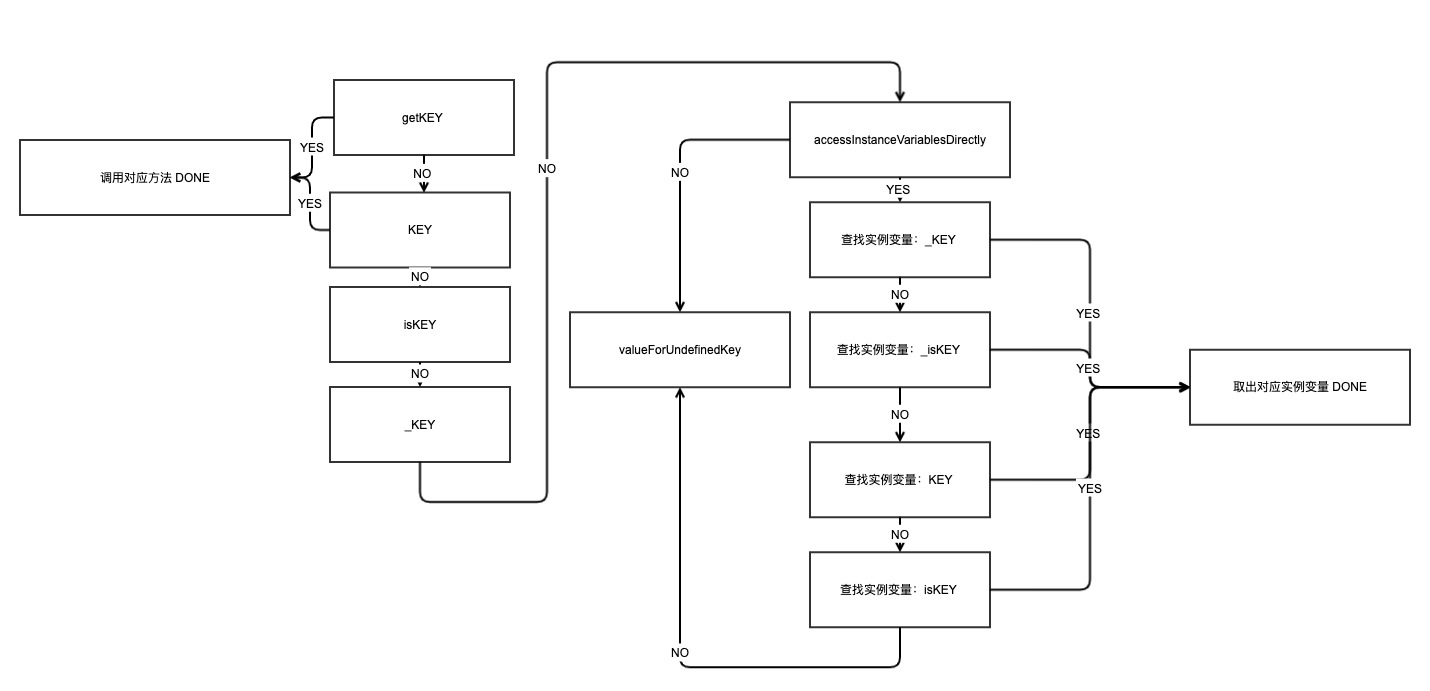 getKEY
YES
调用对应方法 DONE
NO
YES
KEY
NO
isKEY
NO
_KEY
NO
accessInstanceVariablesDirectly
NO
YES
查找实例变量：_KEY
NO
YES
valueForUndefinedKey
查找实例变量：_isKEY
YES
取出对应实例变量 DONE
NO
YES
查找实例变量：KEY
YES
NO
查找实例变量：isKEY
NO